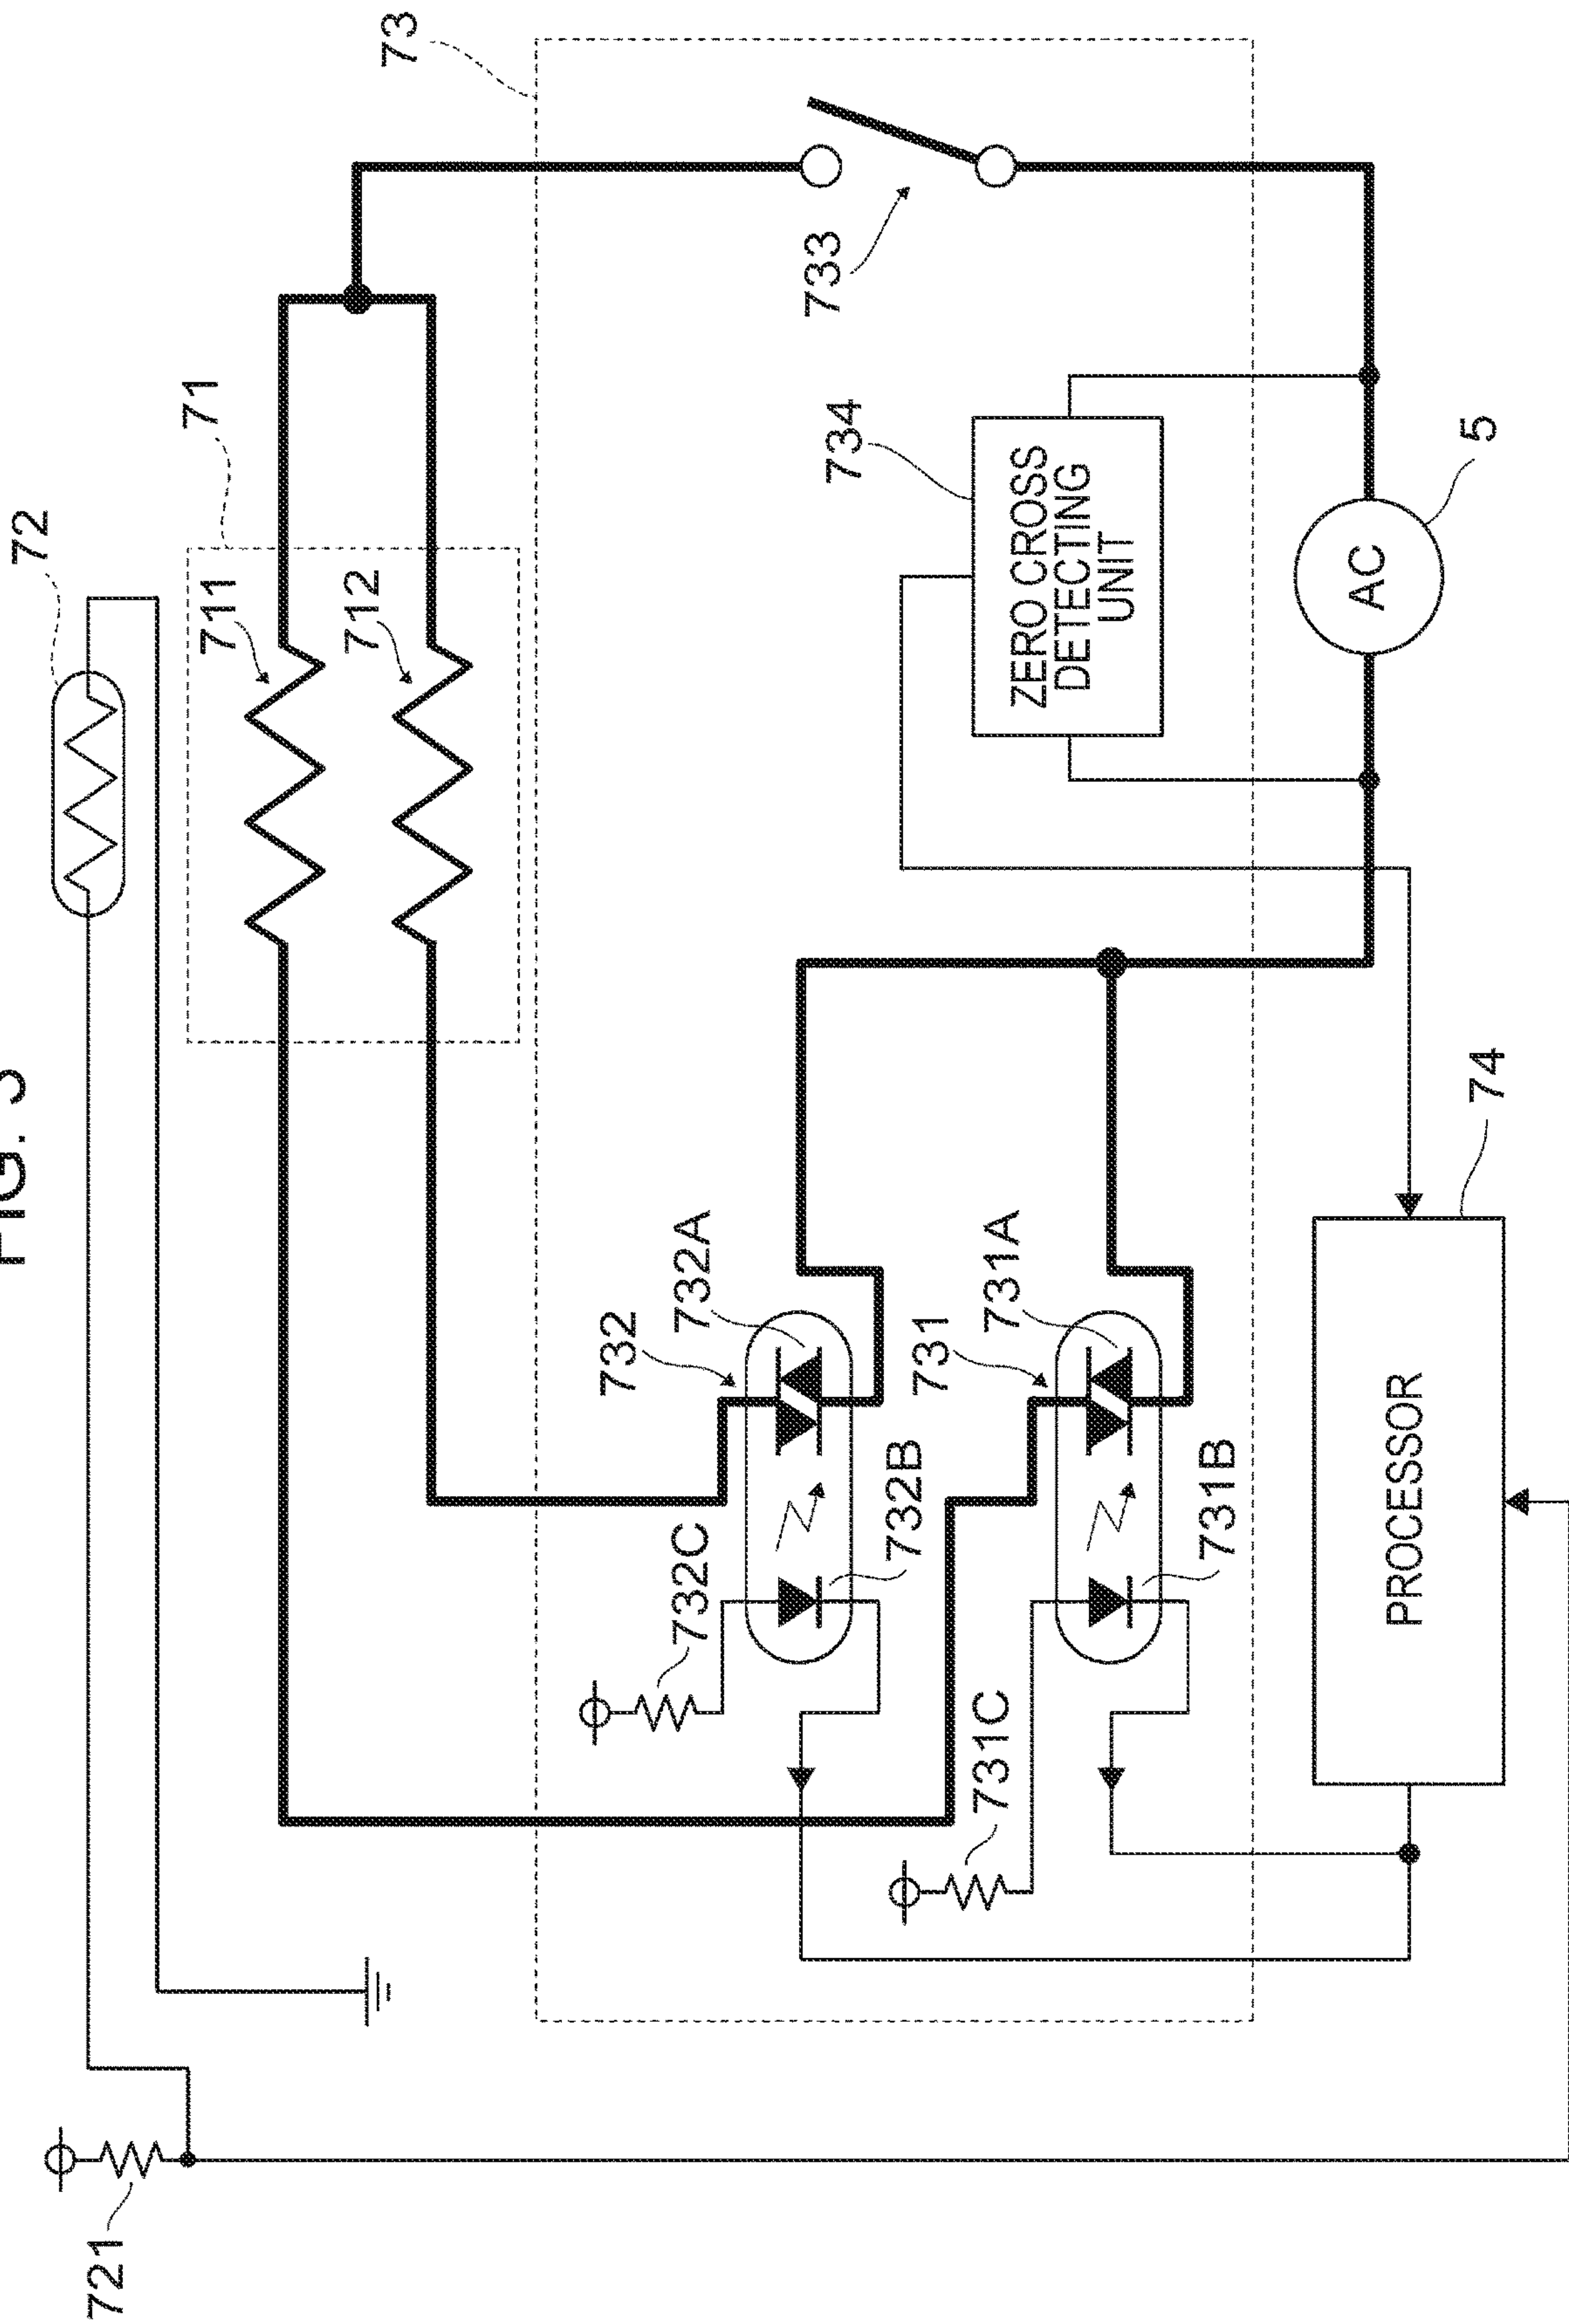 FIG.
72
721
71
711
712
73
732
732C
732A
733
734
732B
731
731C
731A
ZERO CROSS
DETECTING
UNIT
731B
AC
5
PROCESSOR
74